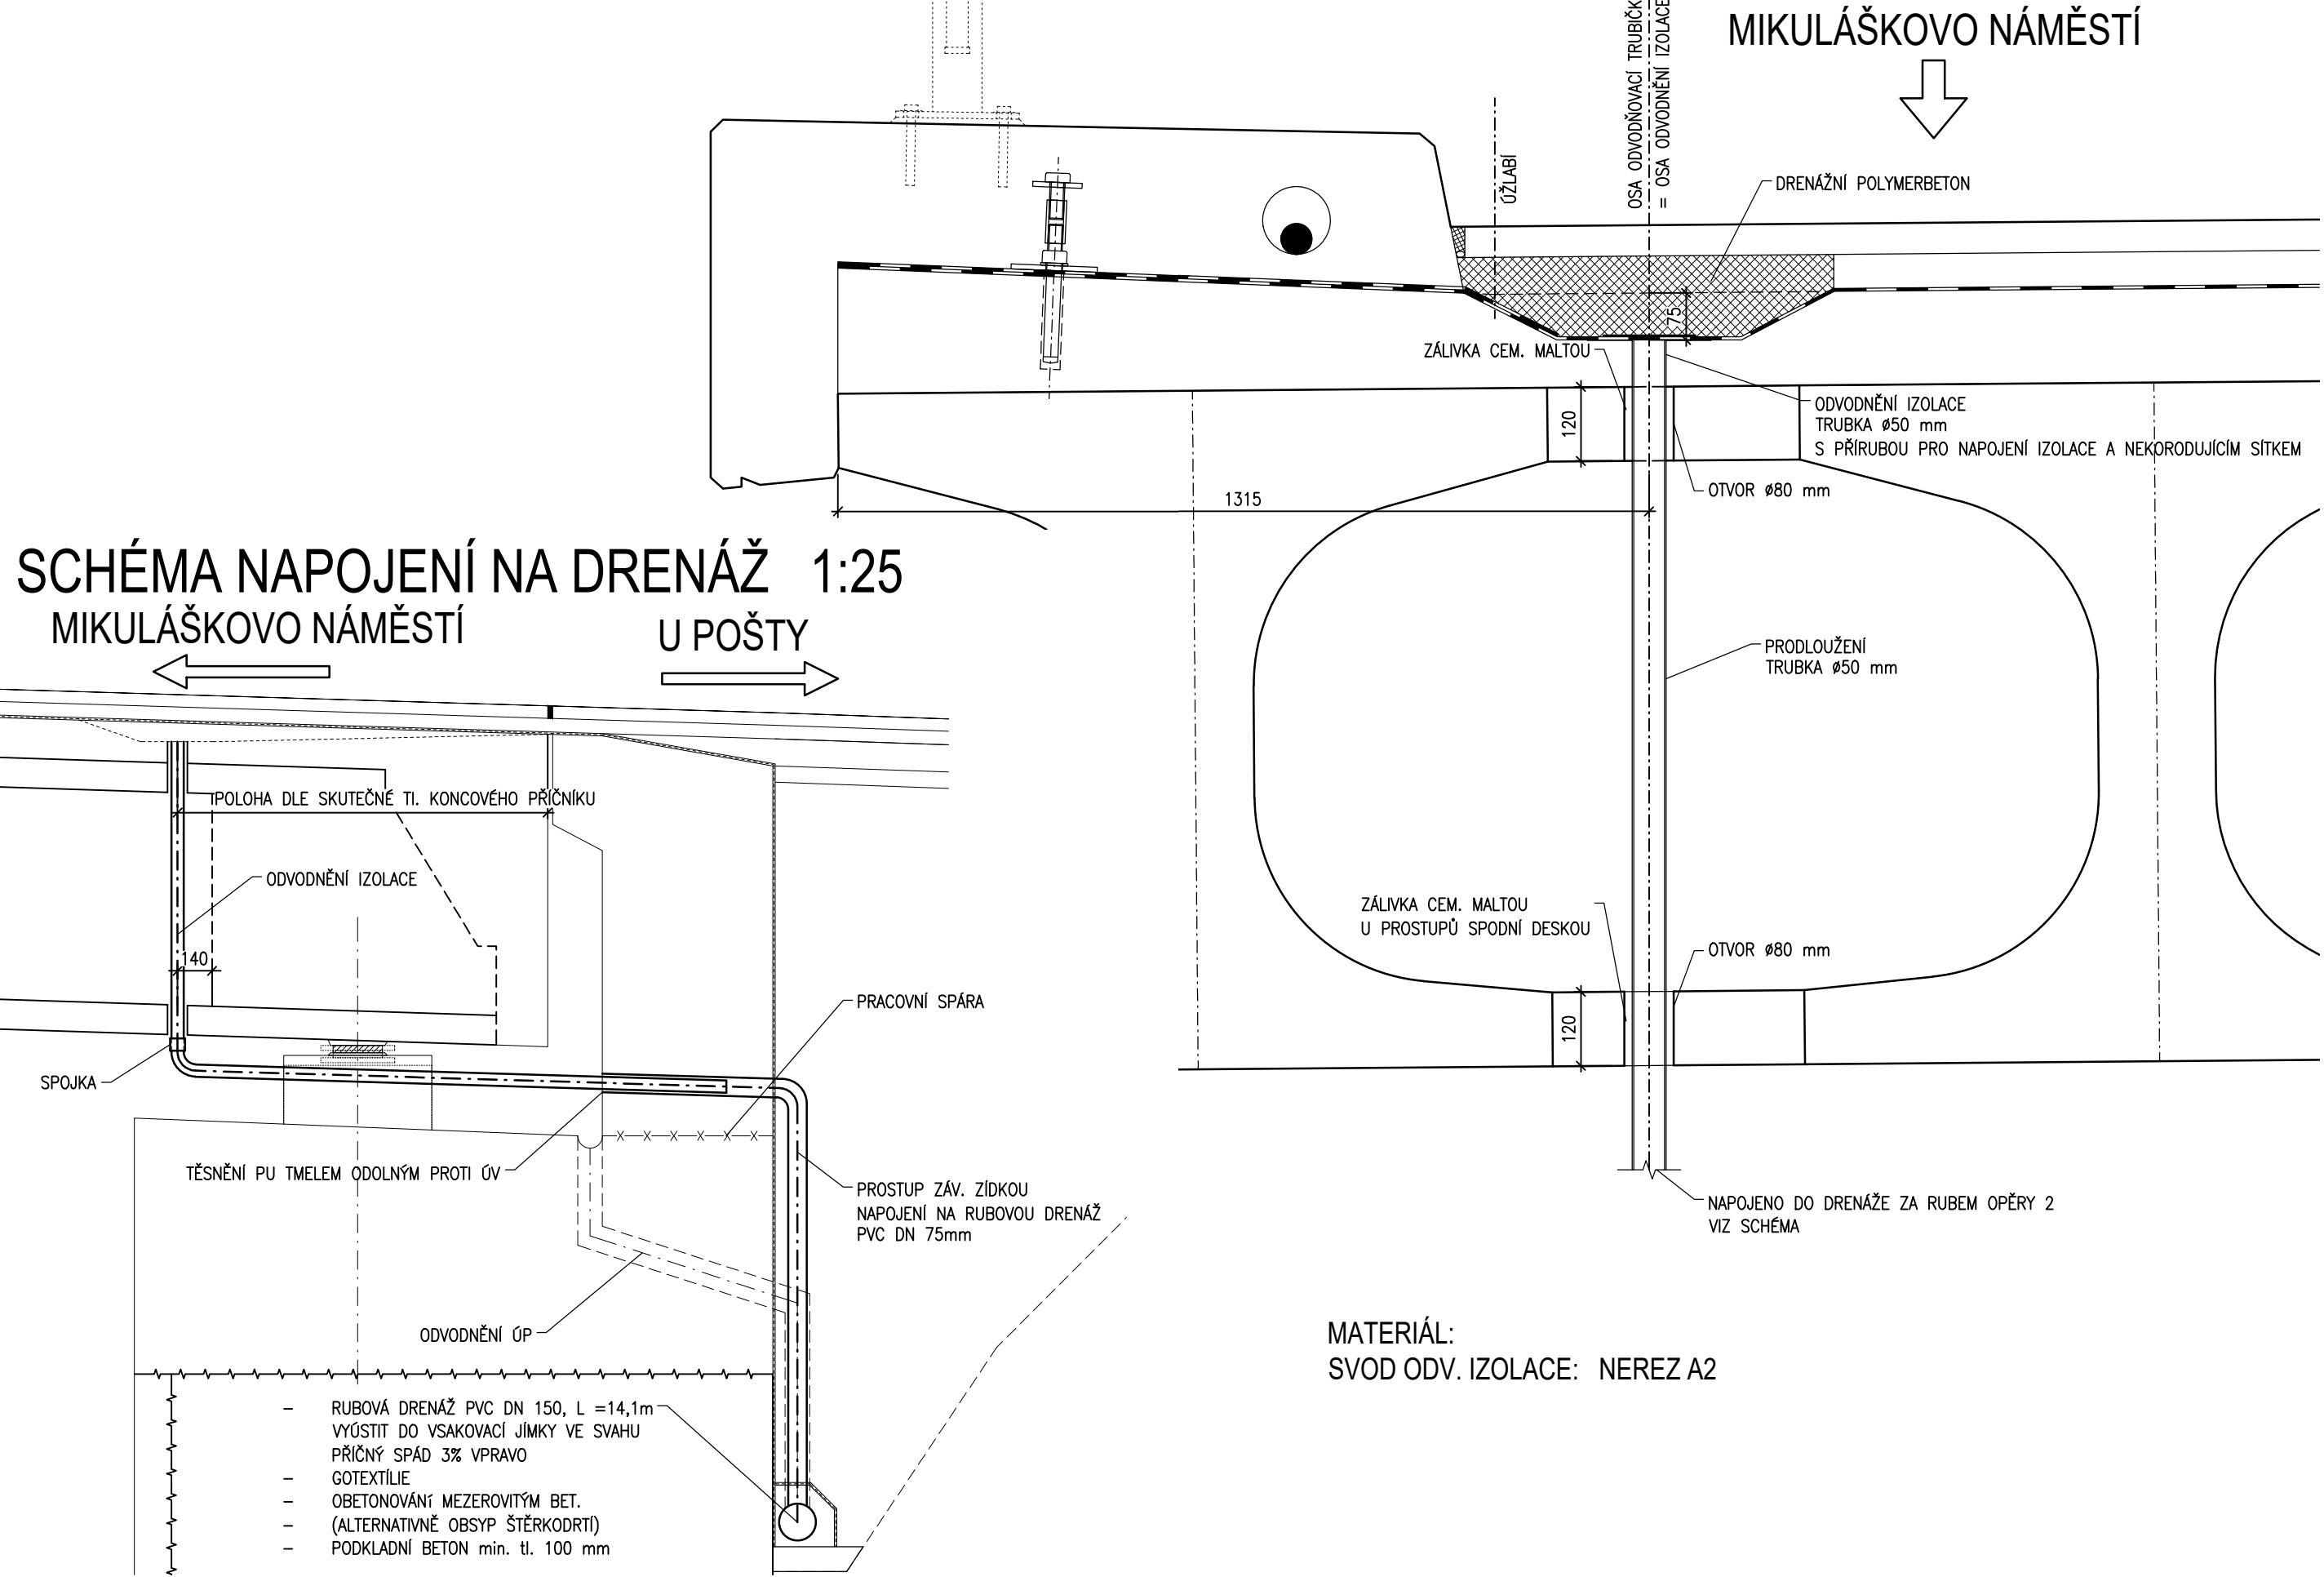 MIKULÁŠKOVO NÁMĚSTÍ
OSA ODVODŇOVACÍ TRUBIČK
= OSA ODVODNĚNÍ IZOLACE
ÚŽLABÍ
DRENÁŽNÍ POLYMERBETON
75
ZÁLIVKA CEM. MALTOU
120
ODVODNĚNÍ IZOLACE
TRUBKA ø50 mm
S PŘÍRUBOU PRO NAPOJENÍ IZOLACE A NEKORODUJÍCÍM SÍTKEM
OTVOR ø80 mm
1315
PRODLOUŽENÍ
TRUBKA ø50 mm
ZÁLIVKA CEM. MALTOU
U PROSTUPŮ SPODNÍ DESKOU
OTVOR ø80 mm
120
NAPOJENO DO DRENÁŽE ZA RUBEM OPĚRY 2
VIZ SCHÉMA
SCHÉMA NAPOJENÍ NA DRENÁŽ 1:25
MIKULÁŠKOVO NÁMĚSTÍ
U POŠTY
POLOHA DLE SKUTEČNÉ Tl. KONCOVÉHO PŘÍČNÍKU
ODVODNĚNÍ IZOLACE
140
PRACOVNÍ SPÁRA
SPOJKA
TĚSNĚNÍ PU TMELEM ODOLNÝM PROTI ÚV
PROSTUP ZÁV. ZÍDKOU
NAPOJENÍ NA RUBOVOU DRENÁŽ
PVC DN 75mm
ODVODNĚNÍ ÚP
- RUBOVÁ DRENÁŽ PVC DN 150, L =14,1m
VYÚSTIT DO VSAKOVACÍ JÍMKY VE SVAHU
PŘÍČNÝ SPÁD 3% VPRAVO
- GOTEXTÍLIE
- OBETONOVÁNí MEZEROVITÝM BET.
- (ALTERNATIVNĚ OBSYP ŠTĚRKODRTÍ)
- PODKLADNÍ BETON min. tl. 100 mm
MATERIÁL:
SVOD ODV. IZOLACE: NEREZ A2